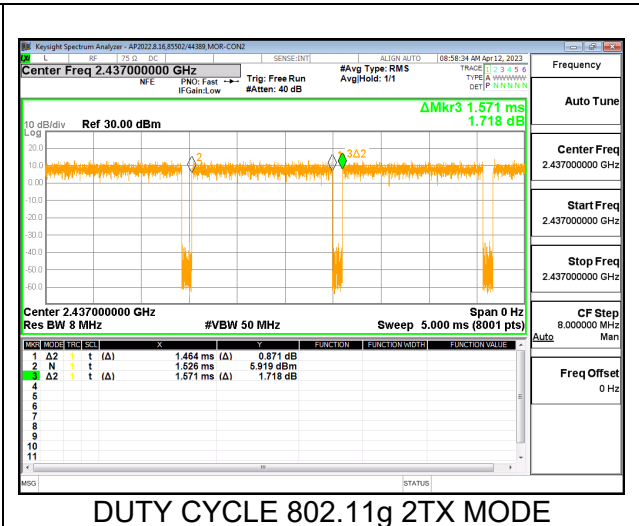 Keysight Spectrum Analyzer - AP2022.8.16,85502/44389,MOR-CON2
L RF 75 Ω DC SENSE:INT ALIGN AUTO 08:58:34 AM Apr 12, 2023
Center Freq 2.437000000 GHz
NFE
PNO: Fast
IFGain:Low
Trig: Free Run
#Atten: 40 dB
#Avg Type: RMS
Avg|Hold: 1/1
TRACE 1 2 3 4 5 6
TYPE A WWWWW
DET P N N N N N
ΔMkr3 1.571 ms
1.718 dB
10 dB/div Ref 30.00 dBm
Log
20.0
10.0
0.00
-10.0
-20.0
-30.0
-40.0
-50.0
-60.0
2
3Δ2
Center 2.437000000 GHz Span 0 Hz
Res BW 8 MHz #VBW 50 MHz Sweep 5.000 ms (8001 pts)
MKR MODE TRC SCL X Y FUNCTION FUNCTION WIDTH FUNCTION VALUE
1 Δ2 1 t (Δ) 1.464 ms (Δ) 0.871 dB
2 N 1 t 1.526 ms 5.919 dBm
3 Δ2 1 t (Δ) 1.571 ms (Δ) 1.718 dB
4
5
6
7
8
9
10
11
MSG STATUS
Frequency
Auto Tune
Center Freq
2.437000000 GHz
Start Freq
2.437000000 GHz
Stop Freq
2.437000000 GHz
CF Step
8.000000 MHz
Auto Man
Freq Offset
0 Hz
DUTY CYCLE 802.11g 2TX MODE